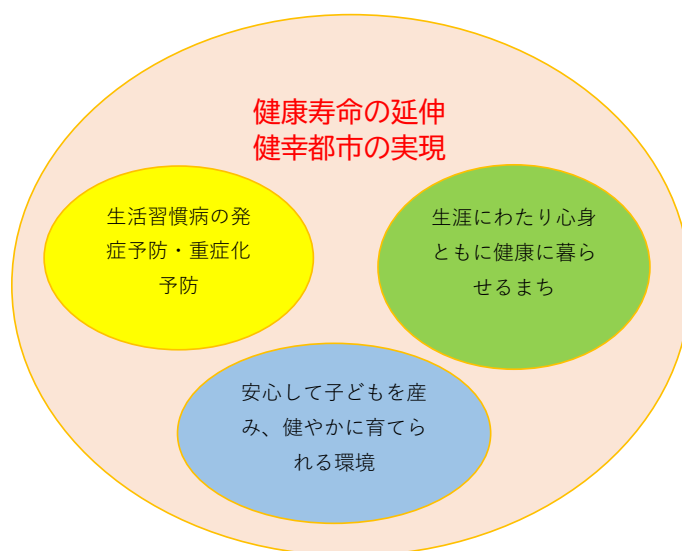 健康寿命の延伸
健幸都市の実現
生活習慣病の発
症予防・重症化
予防
生涯にわたり心身
ともに健康に暮ら
せるまち
安心して子どもを産
み、健やかに育てら
れる環境